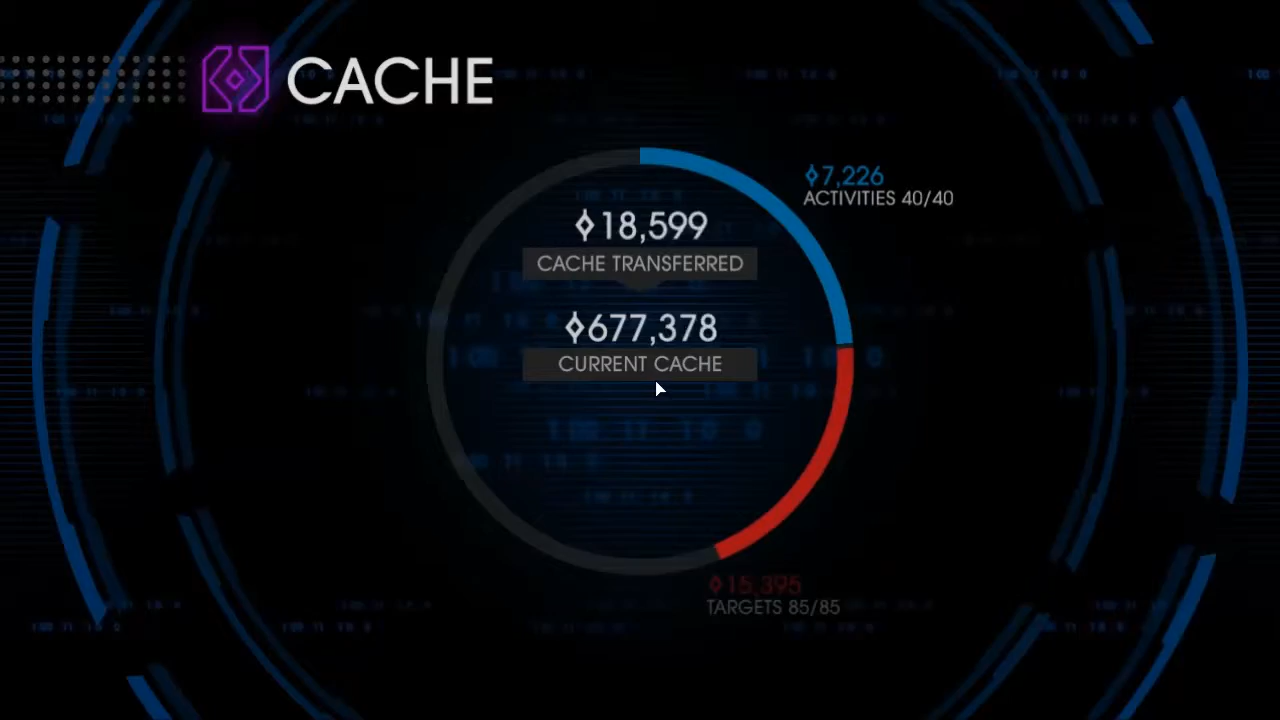 CACHE
7,226
ACTIVITIES 40/40
18,599
CACHE TRANSFERRED
677,378
CURRENT CACHE
15,395
TARGETS 85/85